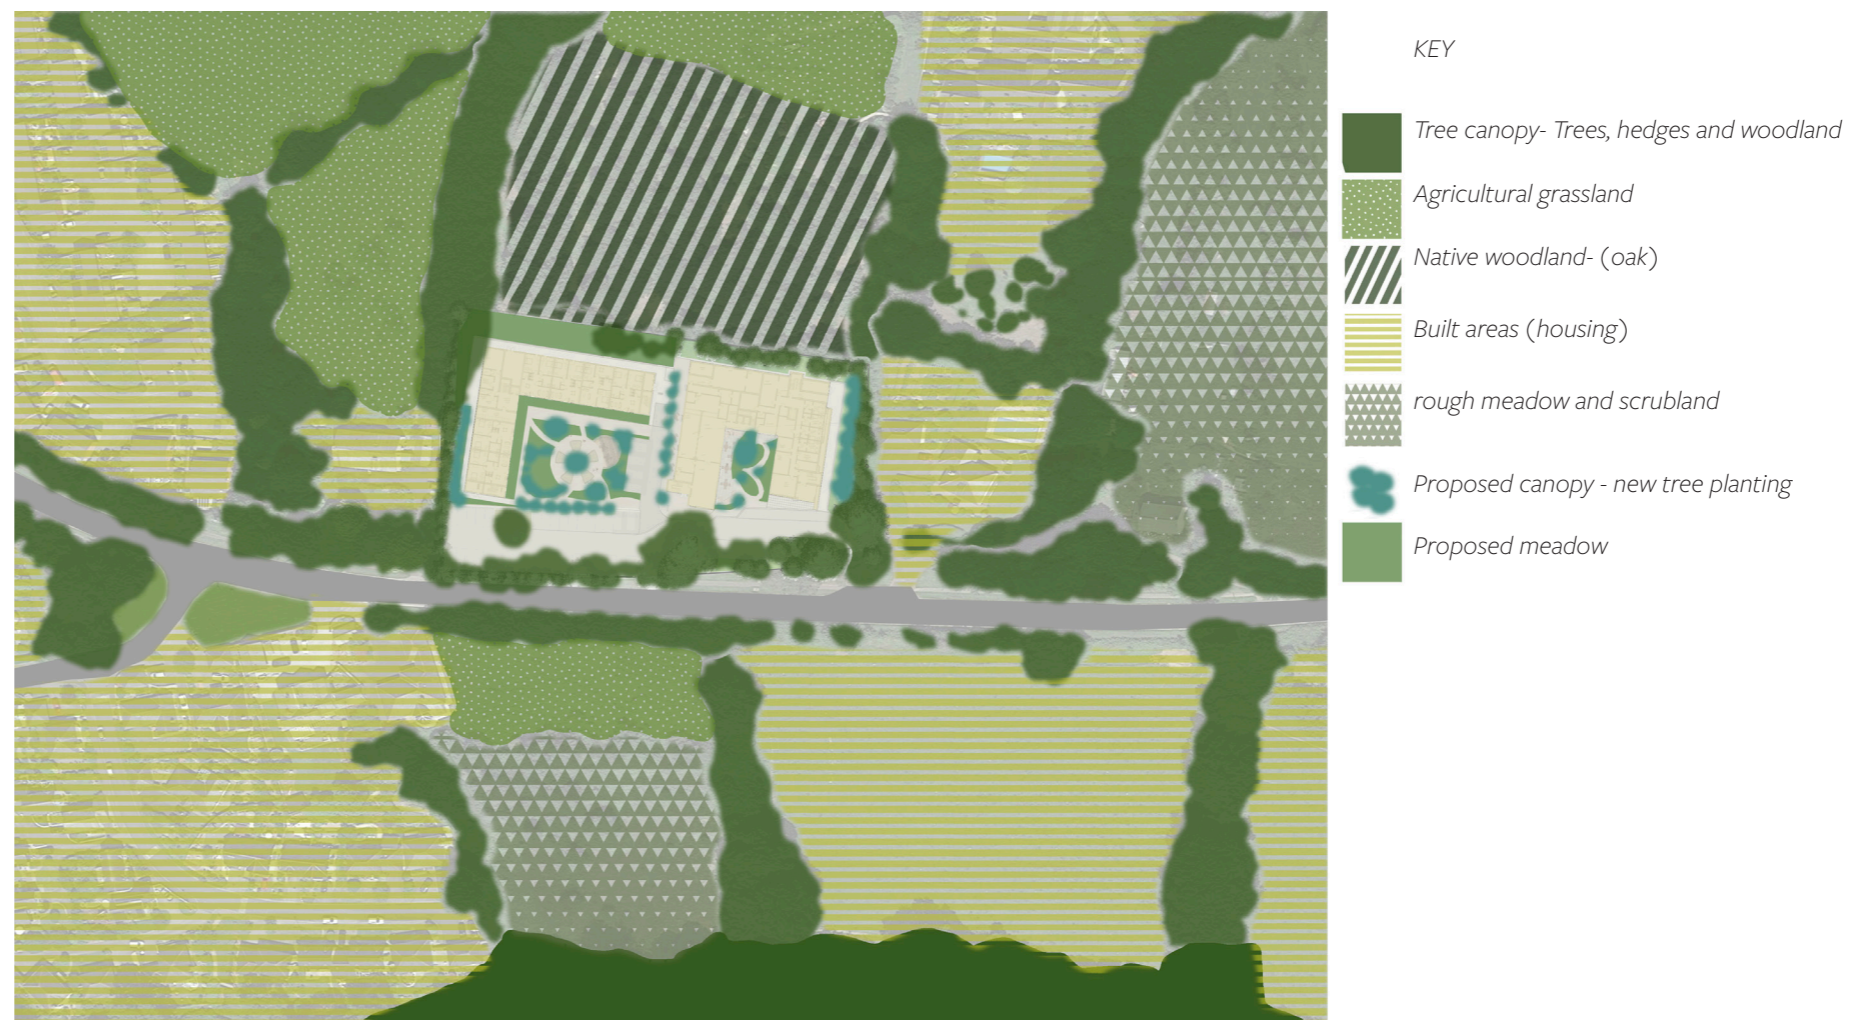 KEY
Tree canopy- Trees, hedges and woodland
Agricultural grassland
Native woodland- (oak)
Built areas (housing)
rough meadow and scrubland
Proposed canopy - new tree planting
Proposed meadow